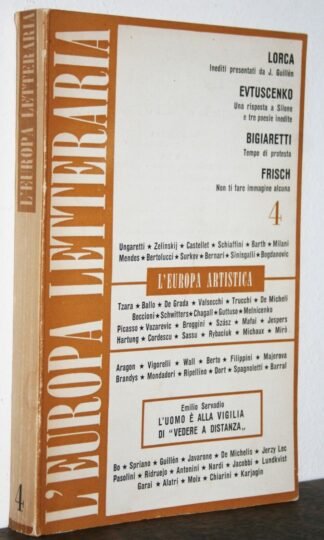 L'EUROPA LETTERARIA
4
L'EUROPA LETTERARIA
LORCA
Inediti presentati da J. Guillén
EVTUSCENKO
Una risposta a Silone
e tre poesie inedite
BIGIARETTI
Tempo di protesta
FRISCH
Non ti fare immagine alcuna
4
Ungaretti ★ Zelinskij ★ Castellet ★ Schiaffini ★ Barth ★ Milani
Mendes ★ Bertolucci ★ Surkov ★ Bernari ★ Sinisgalli ★ Bogdanovic
L'EUROPA ARTISTICA
Tzara ★ Ballo ★ De Grada ★ Valsecchi ★ Trucchi ★ De Micheli
Boccioni ★ Schwitters ★ Chagall ★ Guttuso ★ Melnicenko
Picasso ★ Vazarevic ★ Broggini ★ Szász ★ Mafai ★ Jespers
Hartung ★ Cordescu ★ Sassu ★ Rybaciuk ★ Michaux ★ Mirò
Aragon ★ Vigorelli ★ Wall ★ Berto ★ Filippini ★ Majerova
Brandys ★ Mondadori ★ Ripellino ★ Dort ★ Spagnoletti ★ Barral
Emilio Servadio
L'UOMO È ALLA VIGILIA
DI "VEDERE A DISTANZA„
Bo ★ Spriano ★ Guillén ★ Javarone ★ De Michelis ★ Jerzy Lec
Pasolini ★ Ridruejo ★ Antonini ★ Nardi ★ Jacobbi ★ Lundkvist
Garai ★ Alatri ★ Molx ★ Chiarini ★ Karjagin